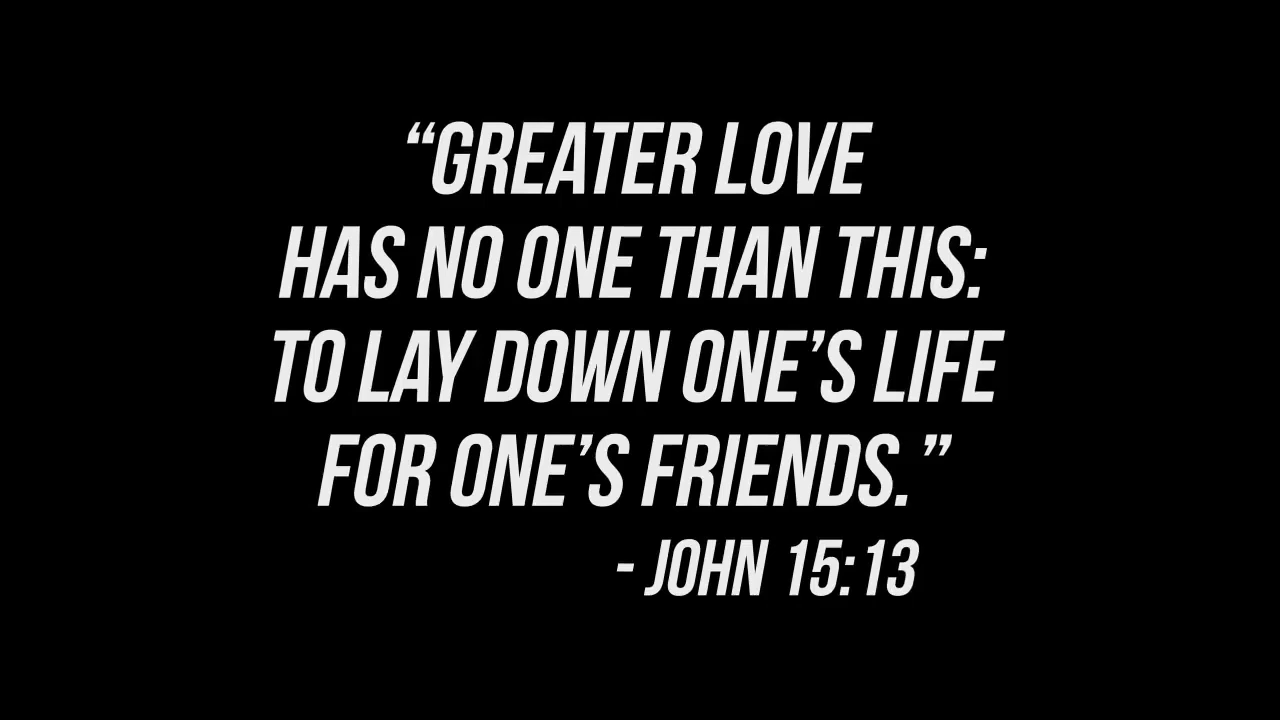 “GREATER LOVE
HAS NO ONE THAN THIS:
TO LAY DOWN ONE’S LIFE
FOR ONE’S FRIENDS.”
- JOHN 15:13